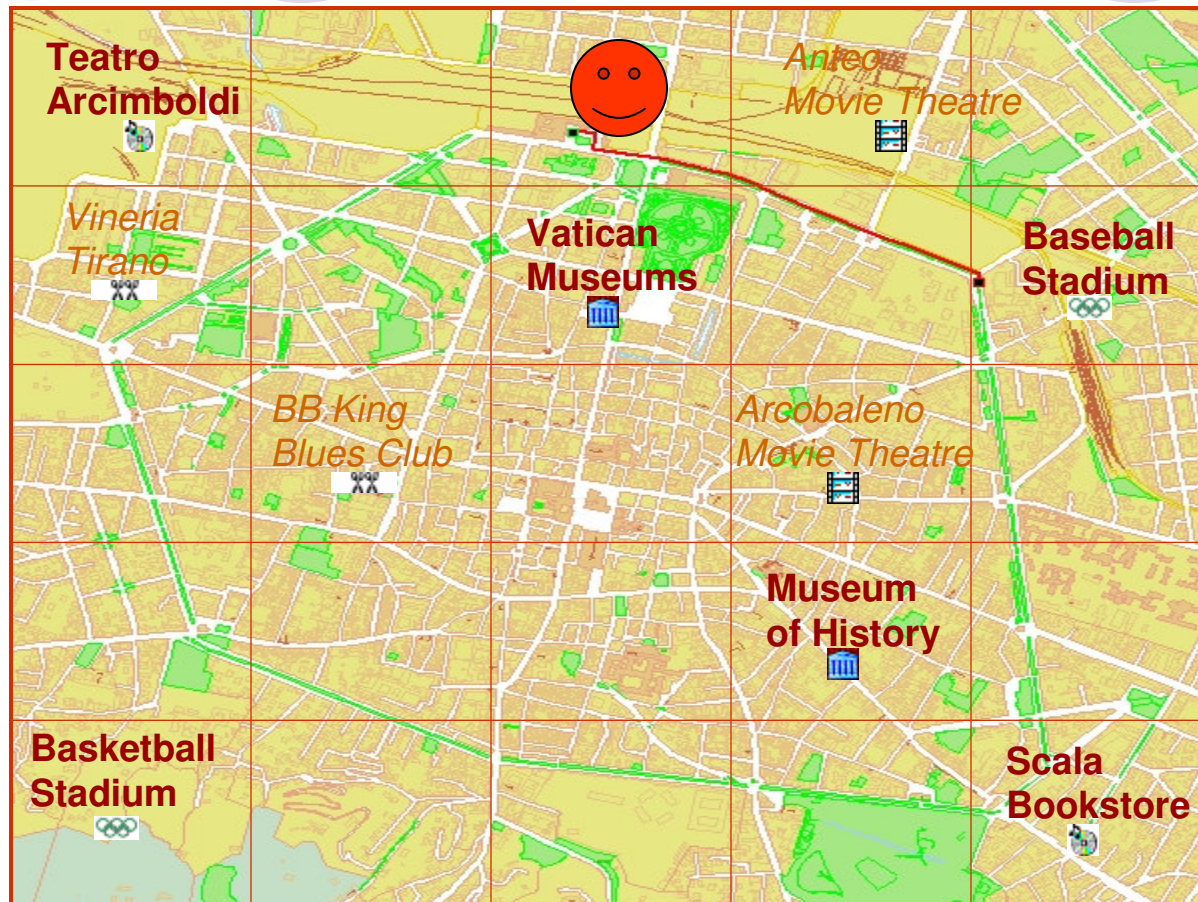 Teatro
Arcimboldi
Anteo
Movie Theatre
Vineria
Tirano
Vatican
Museums
Baseball
Stadium
BB King
Blues Club
Arcobaleno
Movie Theatre
Museum
of History
Basketball
Stadium
Scala
Bookstore